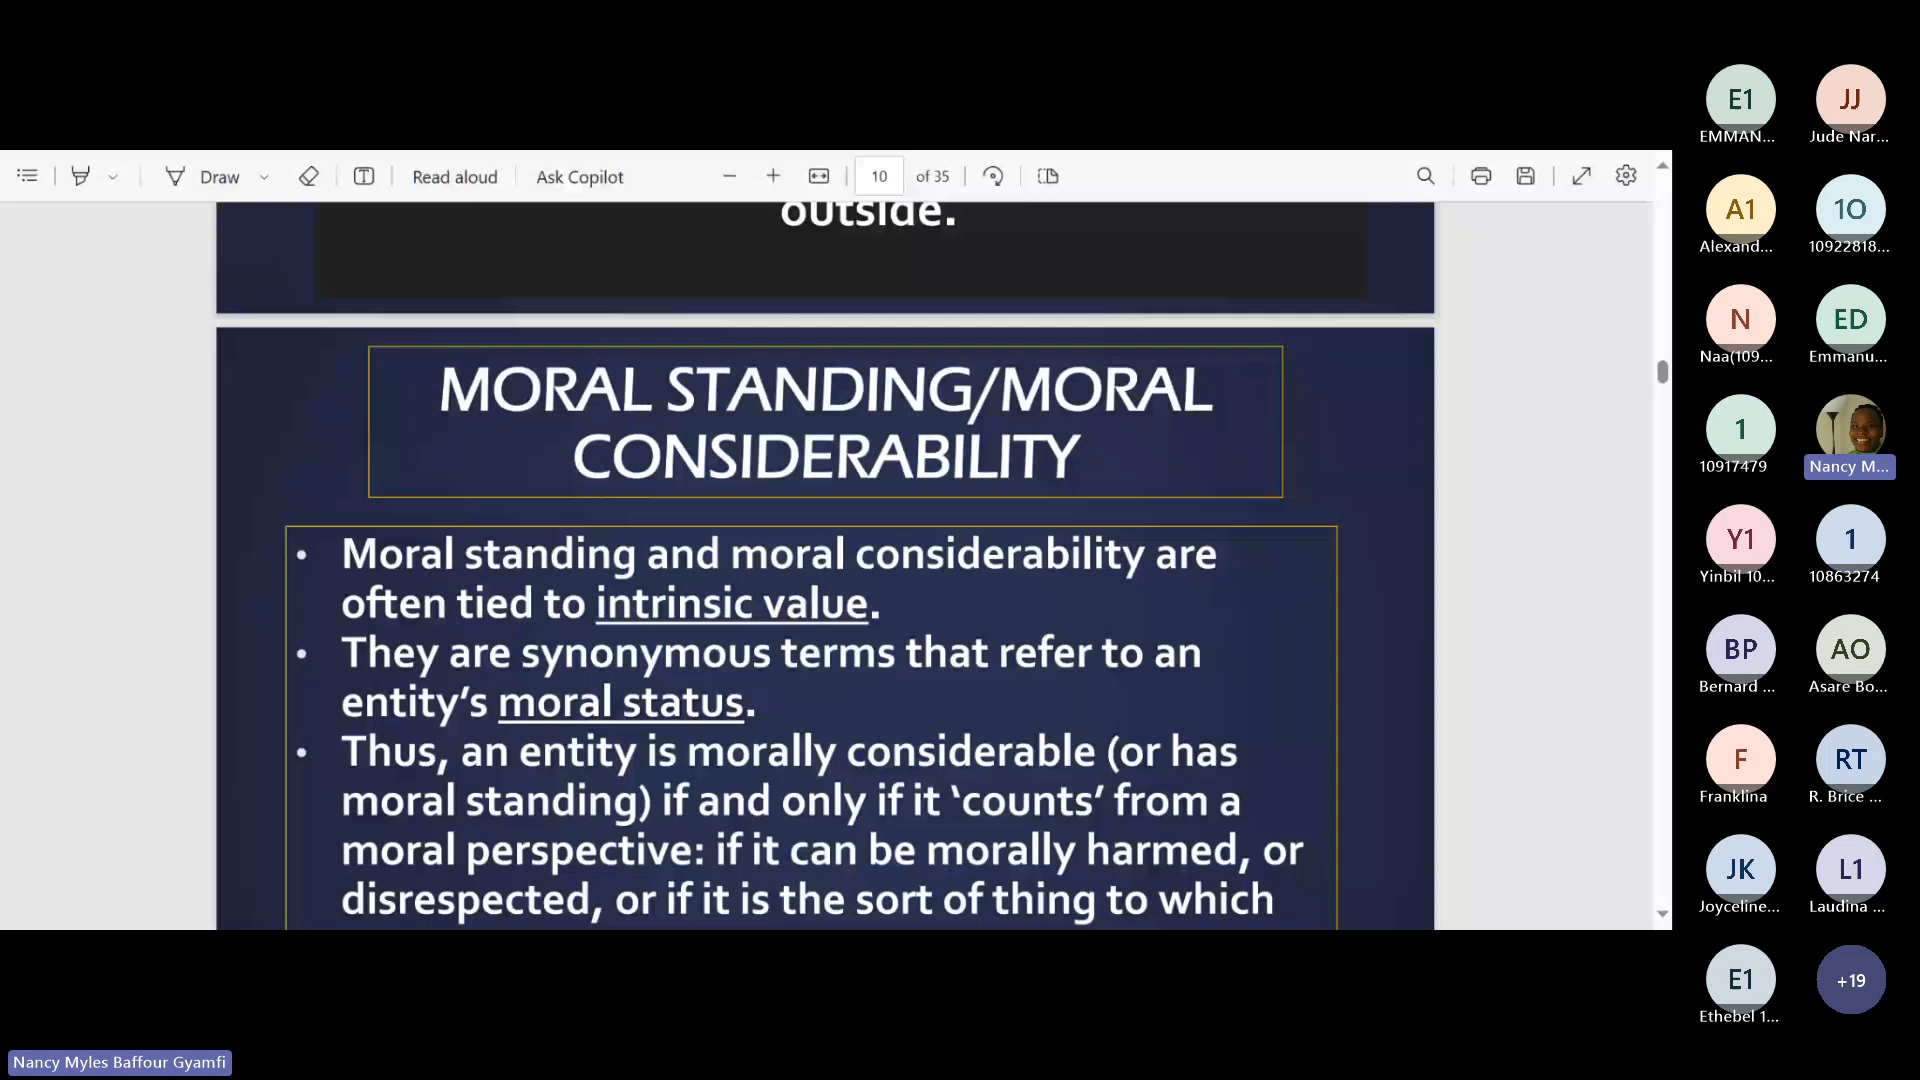 Draw
Read aloud
Ask Copilot
10
of 35
outside.
MORAL STANDING/MORAL
CONSIDERABILITY
• Moral standing and moral considerability are
often tied to intrinsic value.
• They are synonymous terms that refer to an
entity’s moral status.
• Thus, an entity is morally considerable (or has
moral standing) if and only if it ‘counts’ from a
moral perspective: if it can be morally harmed, or
disrespected, or if it is the sort of thing to which
E1
EMMAN...
JJ
Jude Nar...
A1
Alexand...
1O
10922818...
N
Naa(109...
ED
Emmanu...
1
10917479
Nancy M...
Y1
Yinbil 10...
1
10863274
BP
Bernard ...
AO
Asare Bo...
F
Franklina
RT
R. Brice ...
JK
Joyceline...
L1
Laudina ...
E1
Ethebel 1...
+19
Nancy Myles Baffour Gyamfi